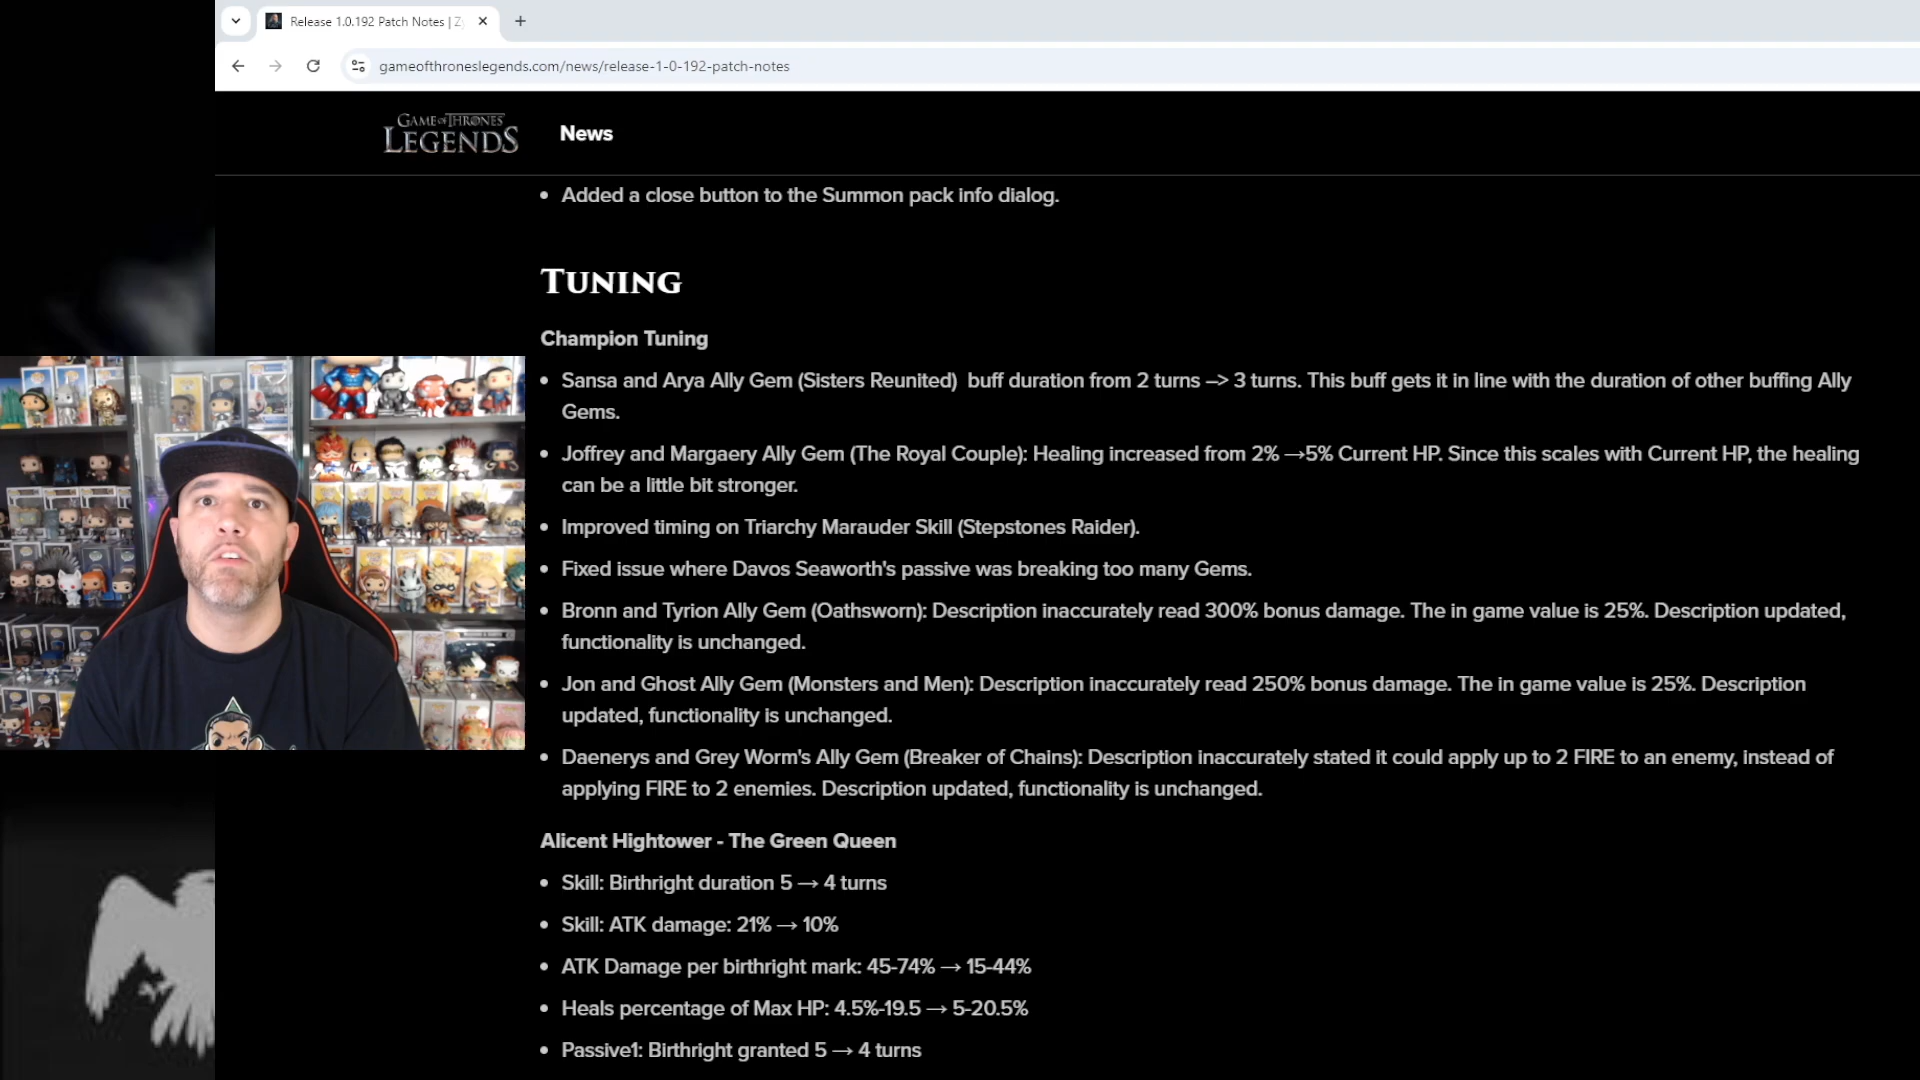 Release 1.0.192 Patch Notes | Zy
gameofthroneslegends.com/news/release-1-0-192-patch-notes
GAME OF THRONES
LEGENDS
News
• Added a close button to the Summon pack info dialog.
TUNING
Champion Tuning
• Sansa and Arya Ally Gem (Sisters Reunited)  buff duration from 2 turns –> 3 turns. This buff gets it in line with the duration of other buffing Ally
Gems.
• Joffrey and Margaery Ally Gem (The Royal Couple): Healing increased from 2% →5% Current HP. Since this scales with Current HP, the healing
can be a little bit stronger.
• Improved timing on Triarchy Marauder Skill (Stepstones Raider).
• Fixed issue where Davos Seaworth's passive was breaking too many Gems.
• Bronn and Tyrion Ally Gem (Oathsworn): Description inaccurately read 300% bonus damage. The in game value is 25%. Description updated,
functionality is unchanged.
• Jon and Ghost Ally Gem (Monsters and Men): Description inaccurately read 250% bonus damage. The in game value is 25%. Description
updated, functionality is unchanged.
• Daenerys and Grey Worm's Ally Gem (Breaker of Chains): Description inaccurately stated it could apply up to 2 FIRE to an enemy, instead of
applying FIRE to 2 enemies. Description updated, functionality is unchanged.
Alicent Hightower - The Green Queen
• Skill: Birthright duration 5 → 4 turns
• Skill: ATK damage: 21% → 10%
• ATK Damage per birthright mark: 45-74% → 15-44%
• Heals percentage of Max HP: 4.5%-19.5 → 5-20.5%
• Passive1: Birthright granted 5 → 4 turns